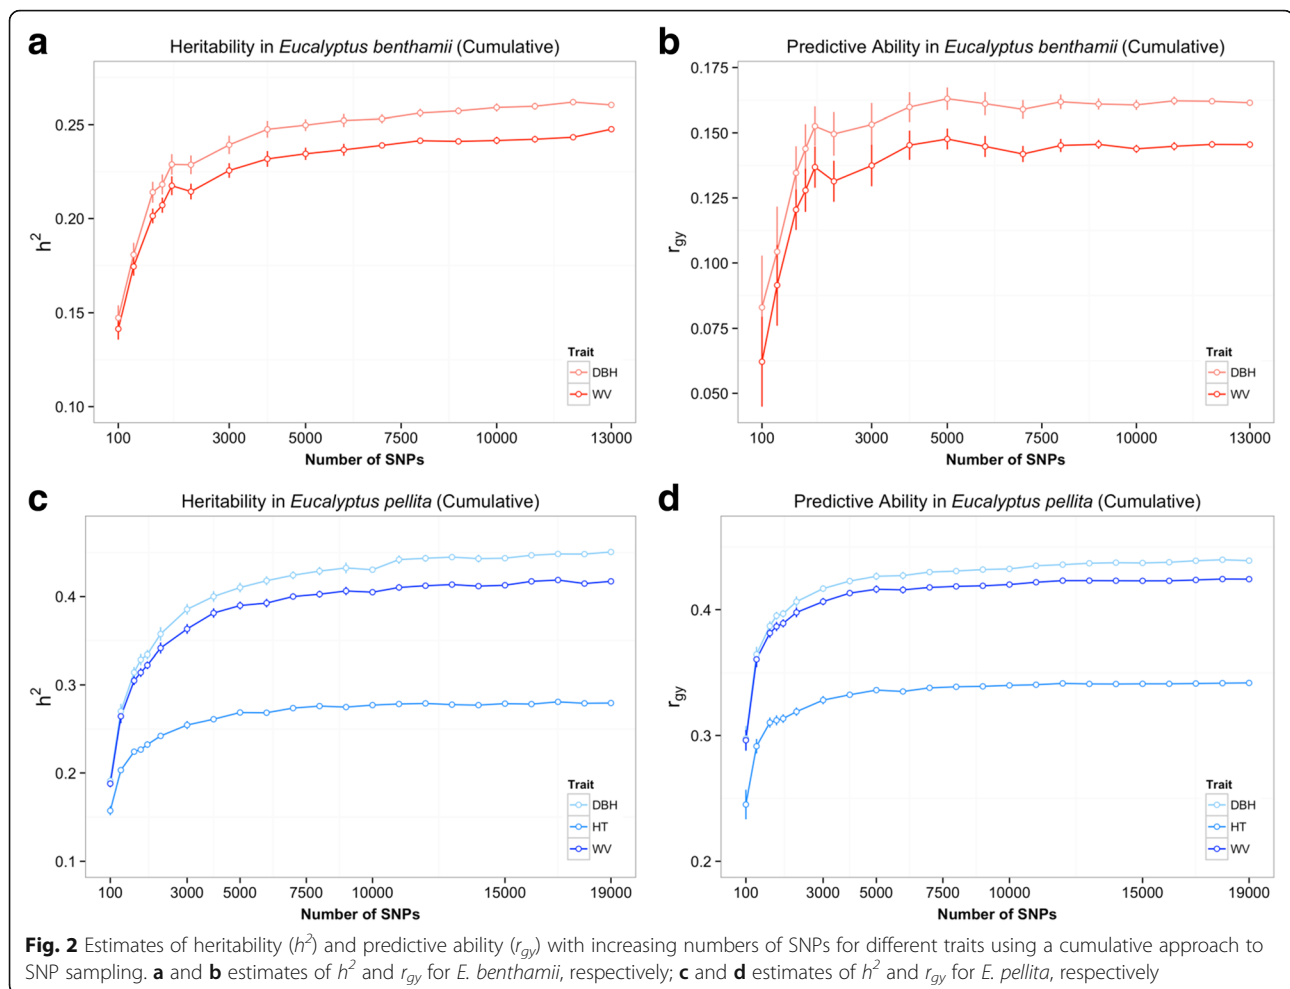 a
Heritability in Eucalyptus benthamii (Cumulative)
h2
0.25
0.20
0.15
0.10
100 3000 5000 7500 10000 13000
Number of SNPs
Trait
DBH
WV
b
Predictive Ability in Eucalyptus benthamii (Cumulative)
rgy
0.175
0.150
0.125
0.100
0.075
0.050
100 3000 5000 7500 10000 13000
Number of SNPs
Trait
DBH
WV
c
Heritability in Eucalyptus pellita (Cumulative)
h2
0.4
0.3
0.2
0.1
100 3000 5000 7500 10000 15000 19000
Number of SNPs
Trait
DBH
HT
WV
d
Predictive Ability in Eucalyptus pellita (Cumulative)
rgy
0.4
0.3
0.2
100 3000 5000 7500 10000 15000 19000
Number of SNPs
Trait
DBH
HT
WV
Fig. 2 Estimates of heritability (h2) and predictive ability (rgy) with increasing numbers of SNPs for different traits using a cumulative approach to
SNP sampling. a and b estimates of h2 and rgy for E. benthamii, respectively; c and d estimates of h2 and rgy for E. pellita, respectively